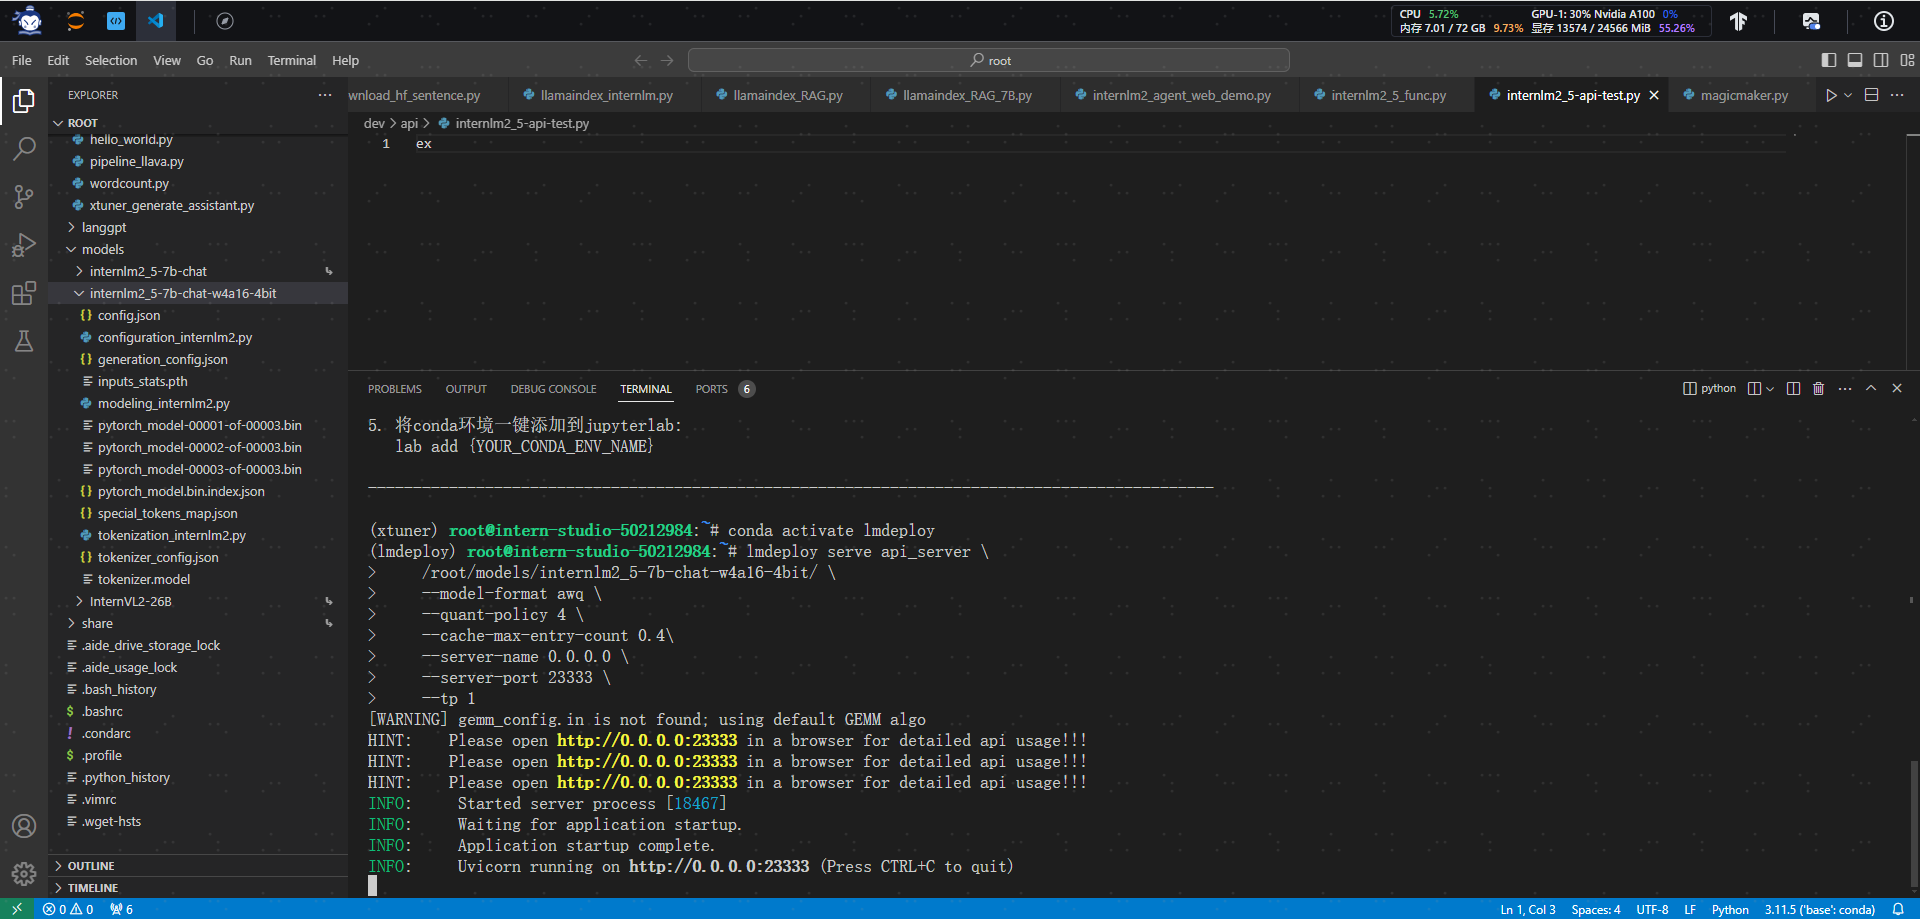 CPU 5.72% GPU-1: 30% Nvidia A100 0%
内存 7.01 / 72 GB 9.73% 显存 13574 / 24566 MiB 55.26%
File Edit Selection View Go Run Terminal Help
root
EXPLORER
wnload_hf_sentence.py llamaindex_internlm.py llamaindex_RAG.py llamaindex_RAG_7B.py internlm2_agent_web_demo.py internlm2_5_func.py internlm2_5-api-test.py magicmaker.py
ROOT
hello_world.py
pipeline_llava.py
wordcount.py
xtuner_generate_assistant.py
langgpt
models
internlm2_5-7b-chat
internlm2_5-7b-chat-w4a16-4bit
config.json
configuration_internlm2.py
generation_config.json
inputs_stats.pth
modeling_internlm2.py
pytorch_model-00001-of-00003.bin
pytorch_model-00002-of-00003.bin
pytorch_model-00003-of-00003.bin
pytorch_model.bin.index.json
special_tokens_map.json
tokenization_internlm2.py
tokenizer_config.json
tokenizer.model
InternVL2-26B
share
.aide_drive_storage_lock
.aide_usage_lock
.bash_history
.bashrc
.condarc
.profile
.python_history
.vimrc
.wget-hsts
OUTLINE
TIMELINE
dev > api > internlm2_5-api-test.py
1 ex
PROBLEMS OUTPUT DEBUG CONSOLE TERMINAL PORTS 6
python
5. 将conda环境一键添加到jupyterlab:
lab add {YOUR_CONDA_ENV_NAME}
----------------------------------------------------------------------------------------------
(xtuner) root@intern-studio-50212984:~# conda activate lmdeploy
(lmdeploy) root@intern-studio-50212984:~# lmdeploy serve api_server \
> /root/models/internlm2_5-7b-chat-w4a16-4bit/ \
> --model-format awq \
> --quant-policy 4 \
> --cache-max-entry-count 0.4\
> --server-name 0.0.0.0 \
> --server-port 23333 \
> --tp 1
[WARNING] gemm_config.in is not found; using default GEMM algo
HINT: Please open http://0.0.0.0:23333 in a browser for detailed api usage!!!
HINT: Please open http://0.0.0.0:23333 in a browser for detailed api usage!!!
HINT: Please open http://0.0.0.0:23333 in a browser for detailed api usage!!!
INFO: Started server process [18467]
INFO: Waiting for application startup.
INFO: Application startup complete.
INFO: Uvicorn running on http://0.0.0.0:23333 (Press CTRL+C to quit)
0 0 6
Ln 1, Col 3 Spaces: 4 UTF-8 LF Python 3.11.5 ('base': conda)